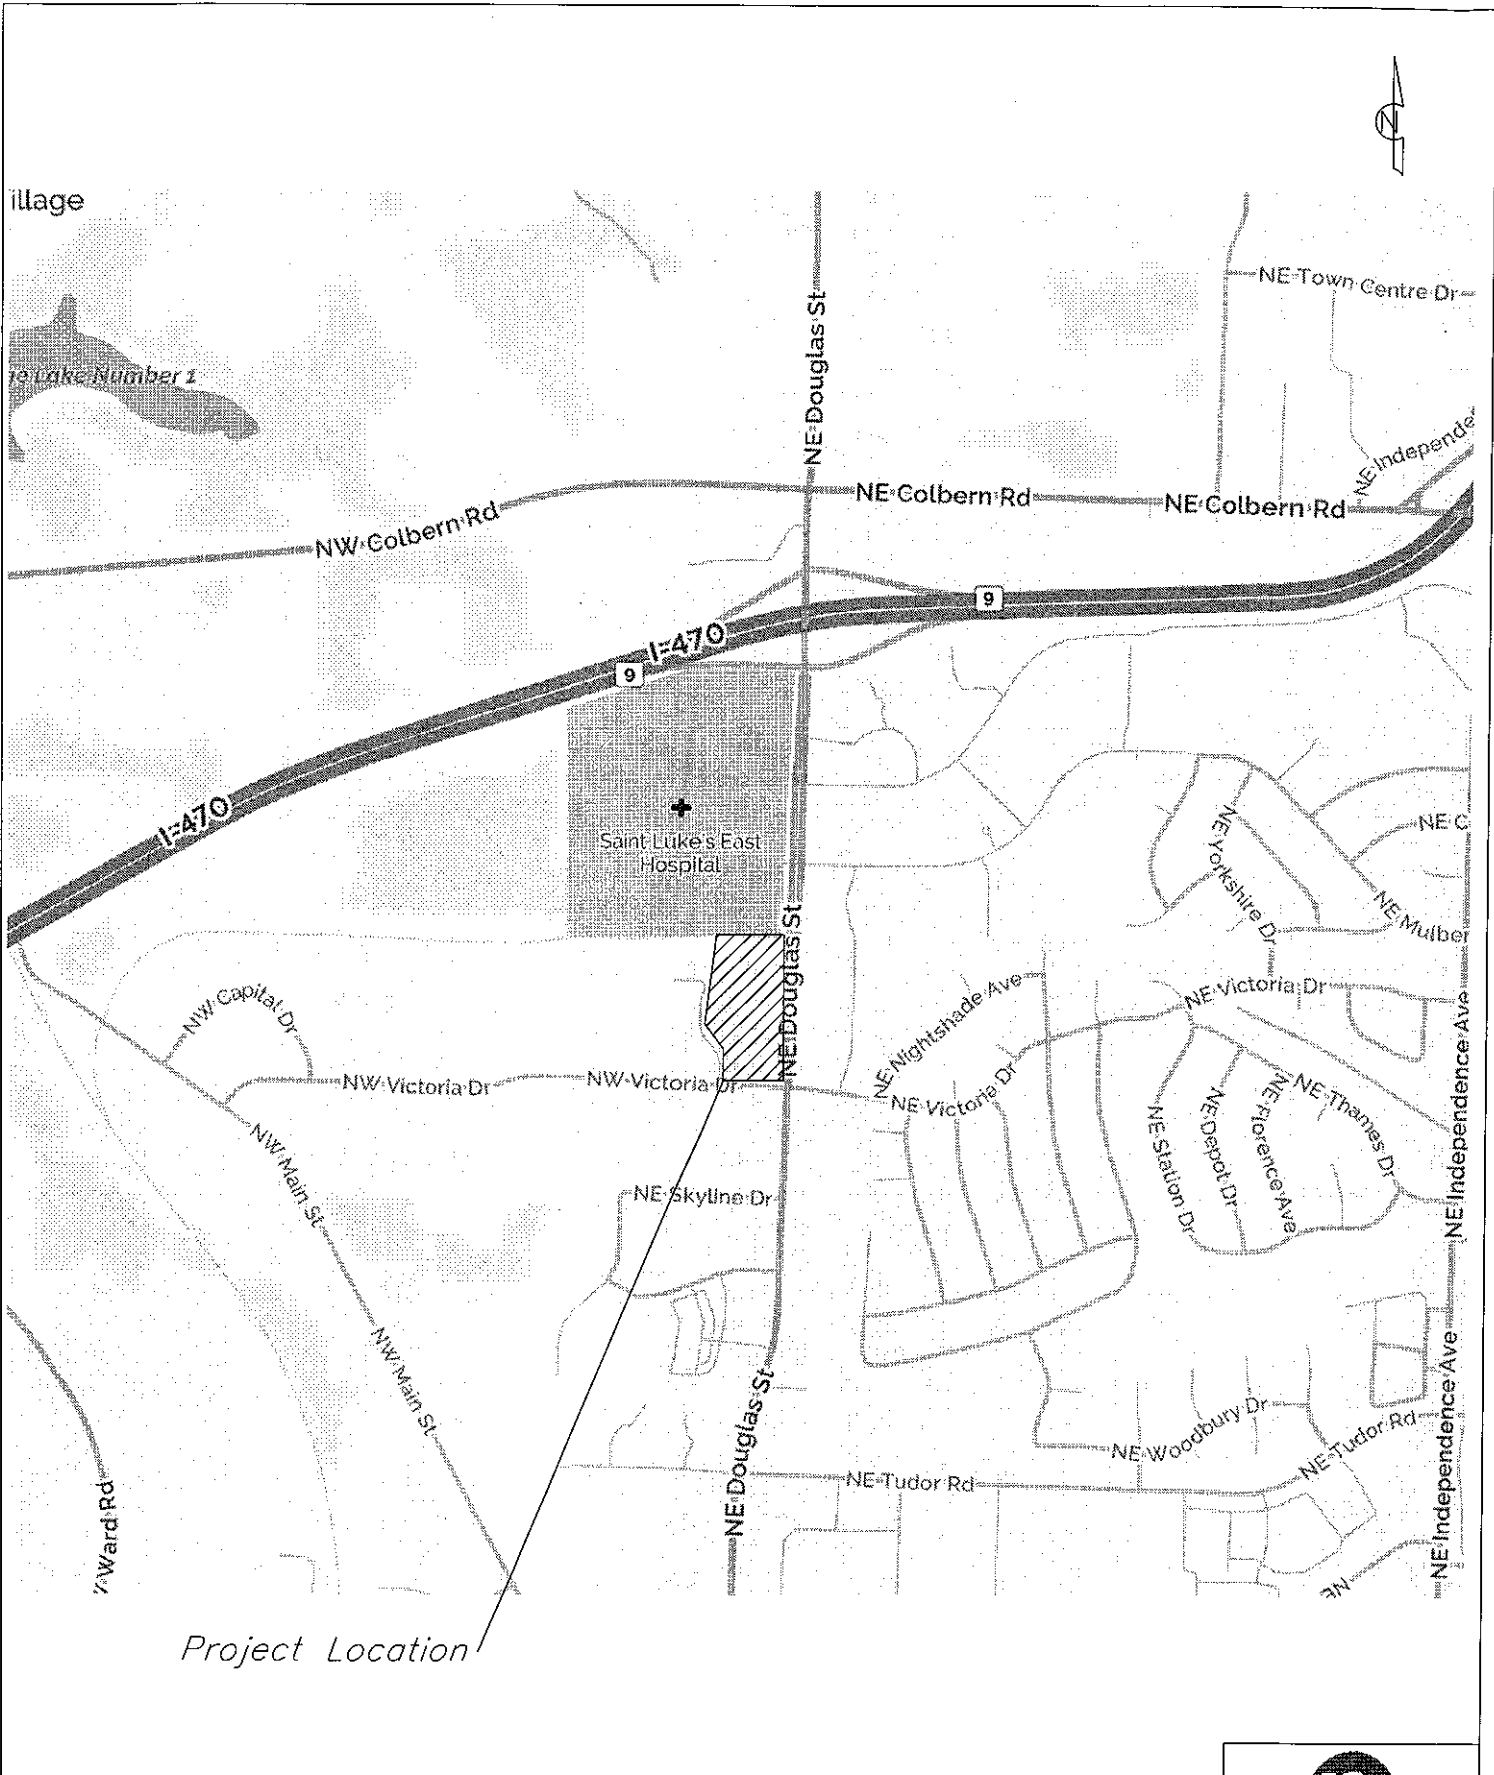 N
illage
NE Town Centre Dr
NE Douglas St
Lake Number 1
NE Independe
NE Colbern Rd
NE Colbern Rd
NW Colbern Rd
9
I-470
9
I-470
Saint Luke's East
Hospital
NE Yorkshire Dr
NE C
NE Mulber
NE Douglas St
NE Nightshade Ave
NE Victoria Dr
NW Capital Dr
NW Victoria Dr
NW Victoria Dr
NE Victoria Dr
NE Independence Ave
NE Station Dr
NE Depot Dr
NE Florence Ave
NE Thames Dr
NW Main St
NE Skyline Dr
NW Main St
NE Douglas St
NE Woodbury Dr
NE Tudor Rd
NE Tudor Rd
NE Independence Ave
Ward Rd
NE
Project Location